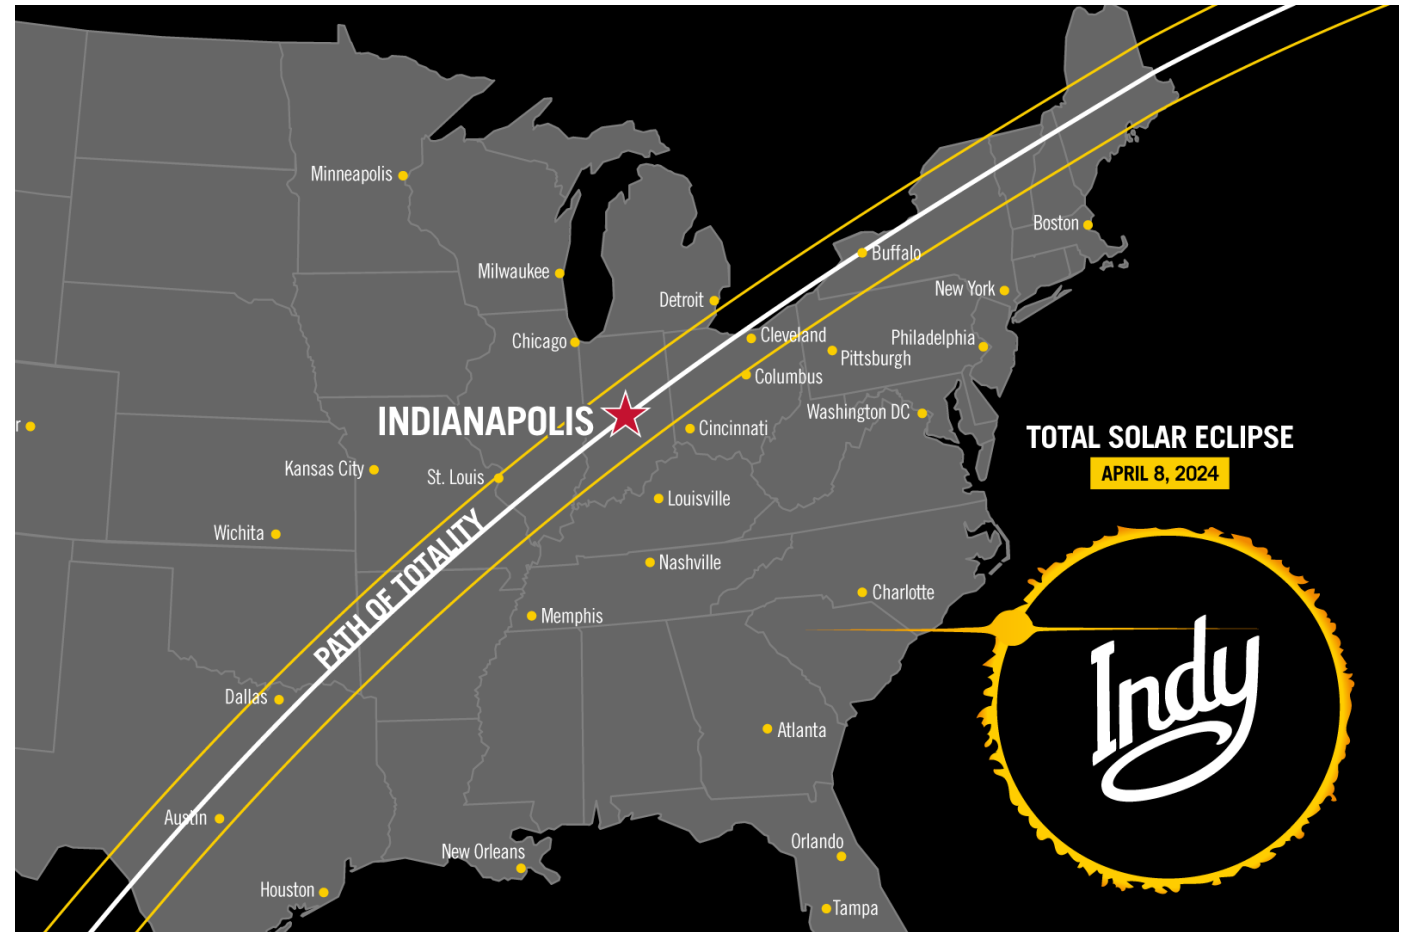 Minneapolis
Boston
Buffalo
Milwaukee
New York
Detroit
Cleveland
Philadelphia
Chicago
Pittsburgh
Columbus
Washington DC
INDIANAPOLIS
Cincinnati
r
TOTAL SOLAR ECLIPSE
APRIL 8, 2024
Kansas City
St. Louis
Louisville
Wichita
PATH OF TOTALITY
Nashville
Charlotte
Memphis
Indy
Dallas
Atlanta
Austin
Orlando
New Orleans
Houston
Tampa